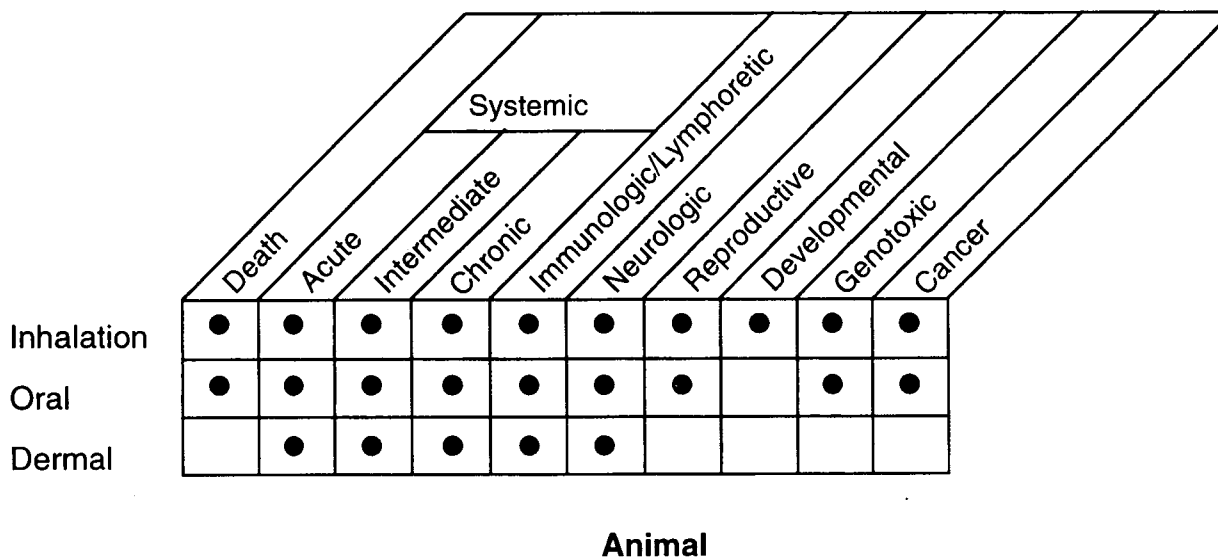 Systemic
Death
Acute
Intermediate
Chronic
Immunologic/Lymphoretic
Neurologic
Reproductive
Developmental
Genotoxic
Cancer
Inhalation
Oral
Dermal
Animal